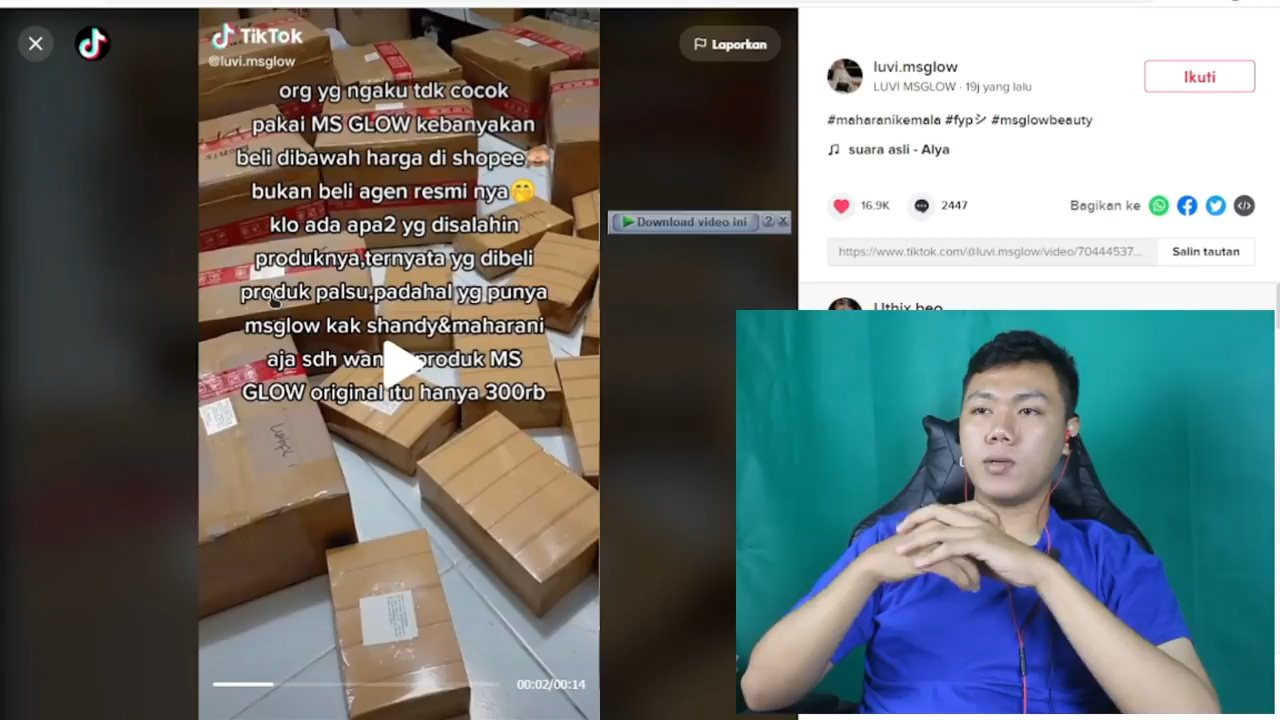 TikTok
@luvi.msglow
Laporkan
org yg ngaku tdk cocok
pakai MS GLOW kebanyakan
beli dibawah harga di shopee🙈
bukan beli agen resmi nya🤭
klo ada apa2 yg disalahin
produknya,ternyata yg dibeli
produk palsu,padahal yg punya
msglow kak shandy&maharani
aja sdh produk MS
GLOW original itu hanya 300rb
00:02/00:14
Download video ini
luvi.msglow
LUVI MSGLOW · 19j yang lalu
Ikuti
#maharanikemala #fypシ #msglowbeauty
suara asli - Alya
16.9K
2447
Bagikan ke
https://www.tiktok.com/@luvi.msglow/video/70444537...
Salin tautan
Uthix beo